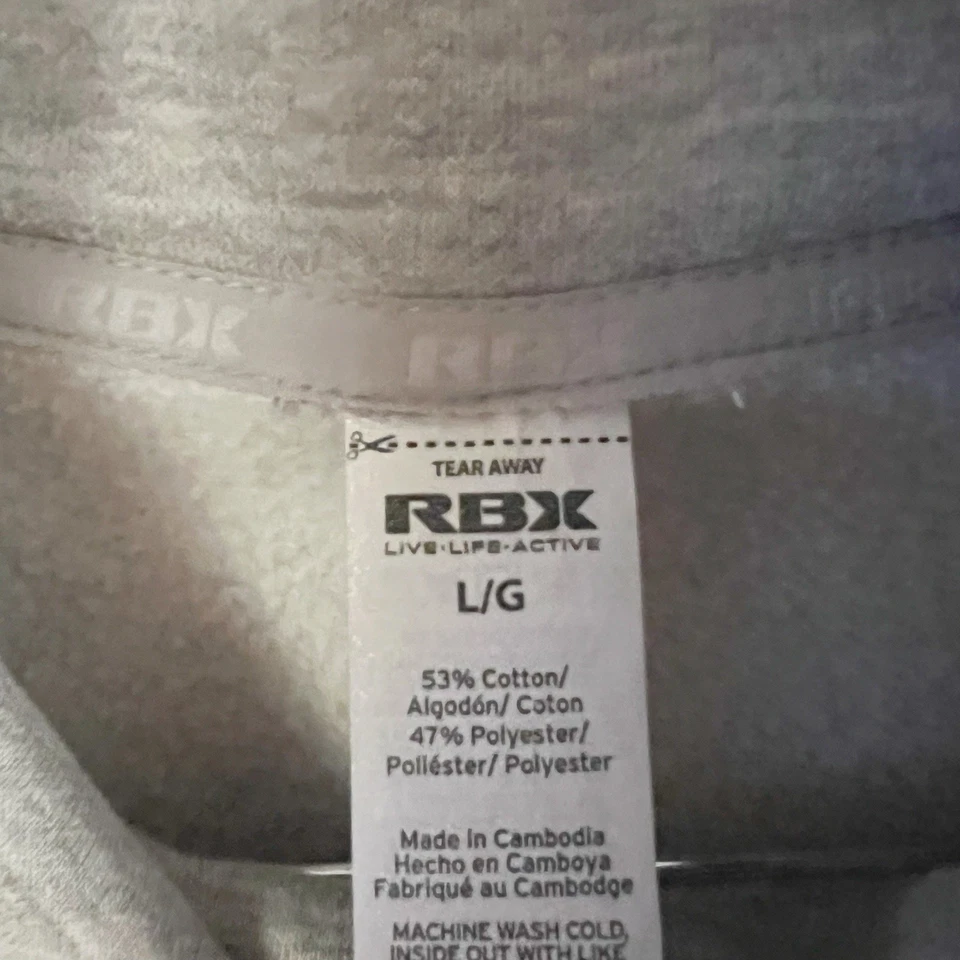 RBX RBX
TEAR AWAY
RBX
LIVE·LIFE·ACTIVE
L/G
53% Cotton/
Algodón/ Coton
47% Polyester/
Poliéster/ Polyester
Made in Cambodia
Hecho en Camboya
Fabriqué au Cambodge
MACHINE WASH COLD,
INSIDE OUT WITH LIKE